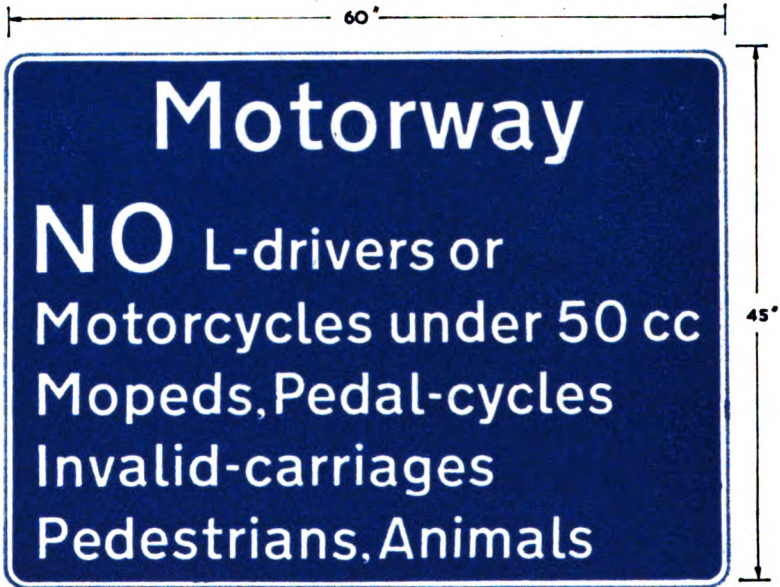 60"
Motorway
NO L-drivers or
Motorcycles under 50 cc
45"
Mopeds, Pedal-cycles
Invalid-carriages
Pedestrians, Animals